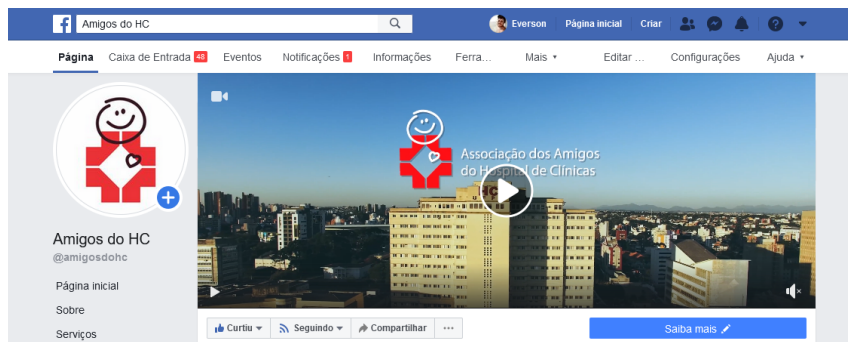 Amigos do HC
Everson
Página inicial
Criar
Página
Caixa de Entrada 48
Eventos
Notificações 1
Informações
Ferra...
Mais
Editar ...
Configurações
Ajuda
Associação dos Amigos
do Hospital de Clínicas
HC
Amigos do HC
@amigosdohc
Página inicial
Sobre
Serviços
Curtiu
Seguindo
Compartilhar
Saiba mais